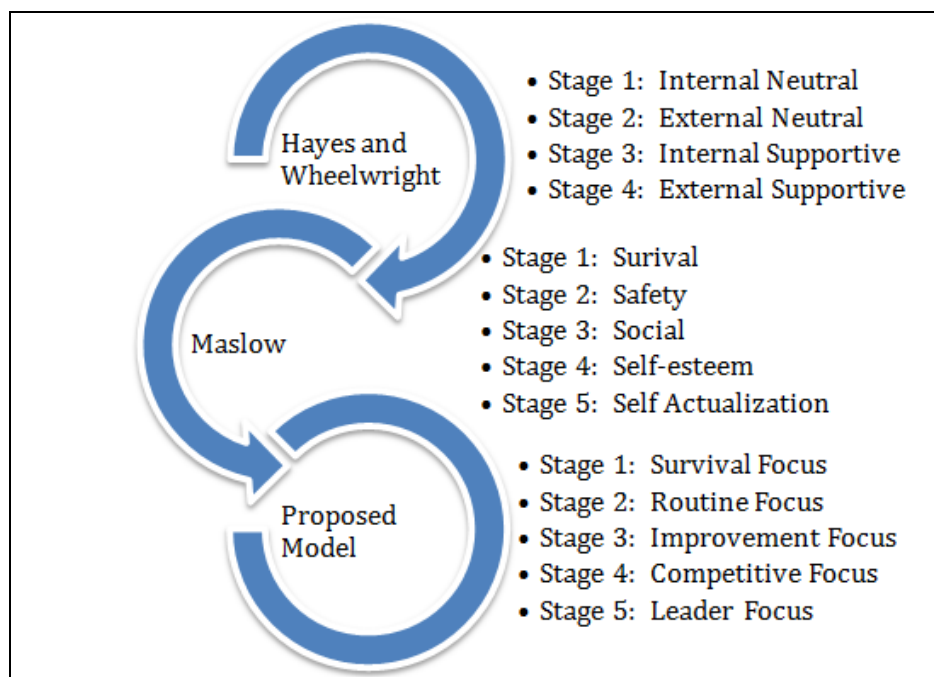 Hayes and
Wheelwright
• Stage 1: Internal Neutral
• Stage 2: External Neutral
• Stage 3: Internal Supportive
• Stage 4: External Supportive
Maslow
• Stage 1: Surival
• Stage 2: Safety
• Stage 3: Social
• Stage 4: Self-esteem
• Stage 5: Self Actualization
Proposed
Model
• Stage 1: Survival Focus
• Stage 2: Routine Focus
• Stage 3: Improvement Focus
• Stage 4: Competitive Focus
• Stage 5: Leader Focus